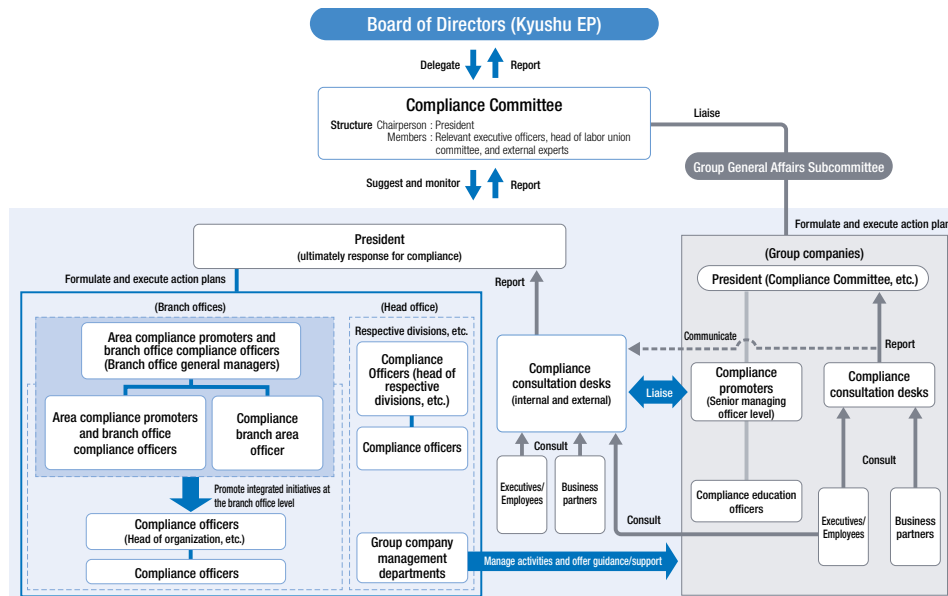 Board of Directors (Kyushu EP)
Delegate
Report
Compliance Committee
Structure Chairperson : President
Members : Relevant executive officers, head of labor union
committee, and external experts
Liaise
Group General Affairs Subcommittee
Suggest and monitor
Report
Formulate and execute action plan
President
(ultimately response for compliance)
Formulate and execute action plans
Report
(Group companies)
President (Compliance Committee, etc.)
(Branch offices)
(Head office)
Area compliance promoters and
branch office compliance officers
(Branch office general managers)
Respective divisions, etc.
Compliance
Officers (head of
respective
divisions, etc.)
Communicate
Report
Compliance
consultation desks
(internal and external)
Liaise
Compliance
promoters
(Senior managing
officer level)
Compliance
consultation desks
Area compliance promoters
and branch office
compliance officers
Compliance
branch area
officer
Compliance officers
Consult
Executives/
Employees
Business
partners
Consult
Promote integrated initiatives at
the branch office level
Compliance education
officers
Executives/
Employees
Business
partners
Consult
Compliance officers
(Head of organization, etc.)
Compliance officers
Group company
management
departments
Manage activities and offer guidance/support